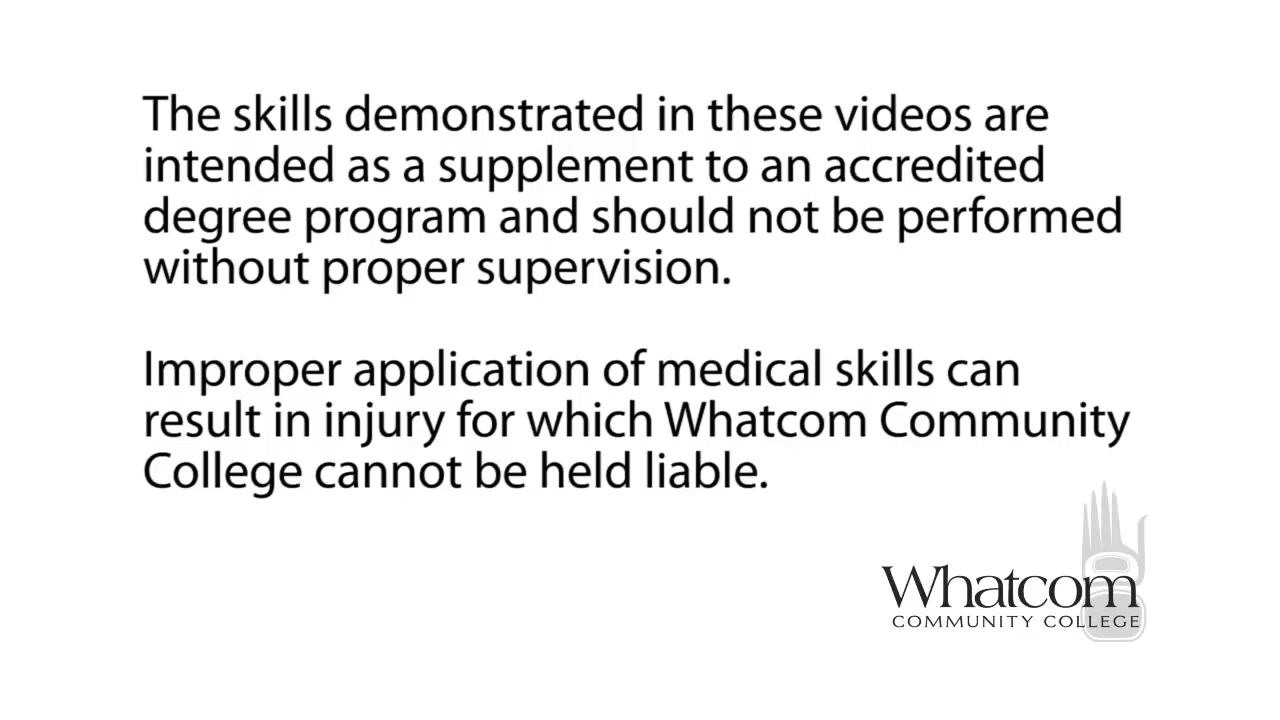 The skills demonstrated in these videos are
intended as a supplement to an accredited
degree program and should not be performed
without proper supervision.
Improper application of medical skills can
result in injury for which Whatcom Community
College cannot be held liable.
Whatcom
COMMUNITY COLLEGE